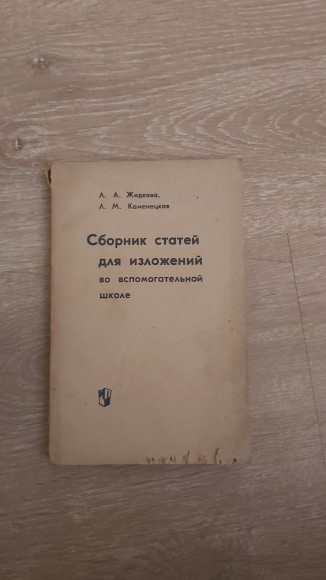 Л. А. Жидкова,
Л. М. Каменецкая
Сборник статей
для изложений
во вспомогательной
школе